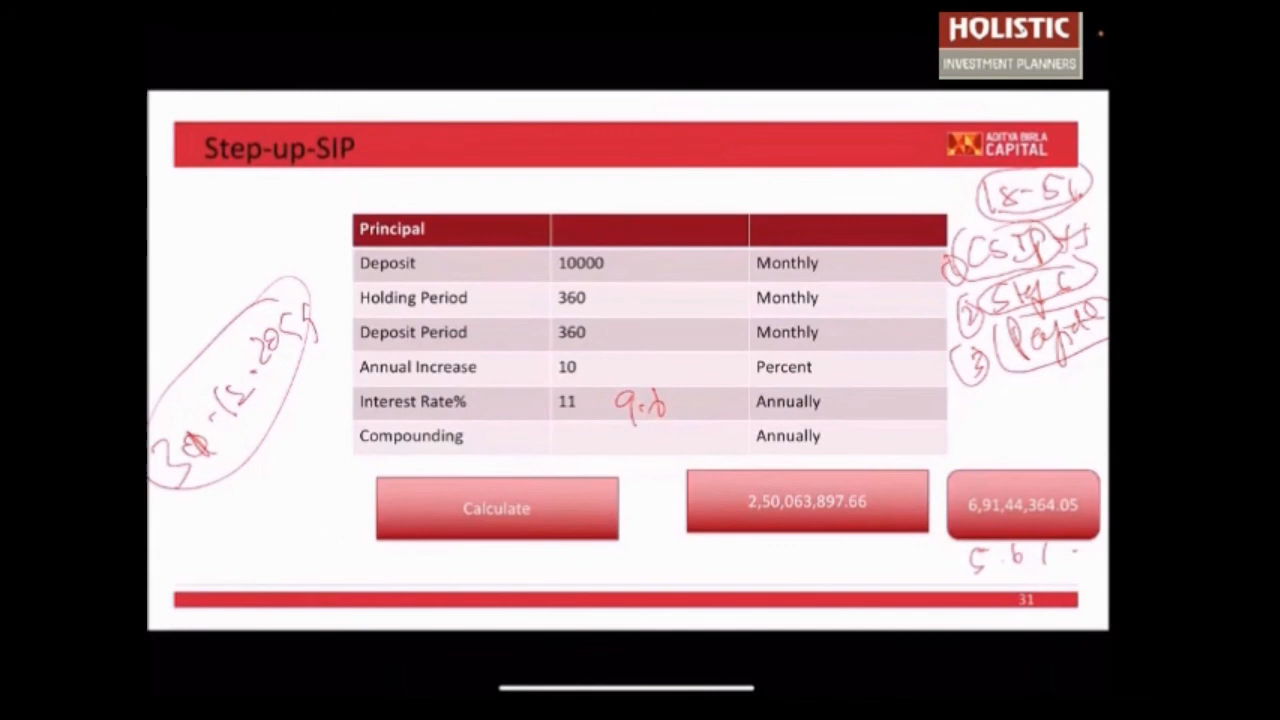 HOLISTIC
INVESTMENT PLANNERS
Step-up-SIP
ADITYA BIRLA
CAPITAL
Principal
Deposit 10000 Monthly
Holding Period 360 Monthly
Deposit Period 360 Monthly
Annual Increase 10 Percent
Interest Rate% 11 Annually
Compounding Annually
Calculate 2,50,063,897.66 6,91,44,364.05
31